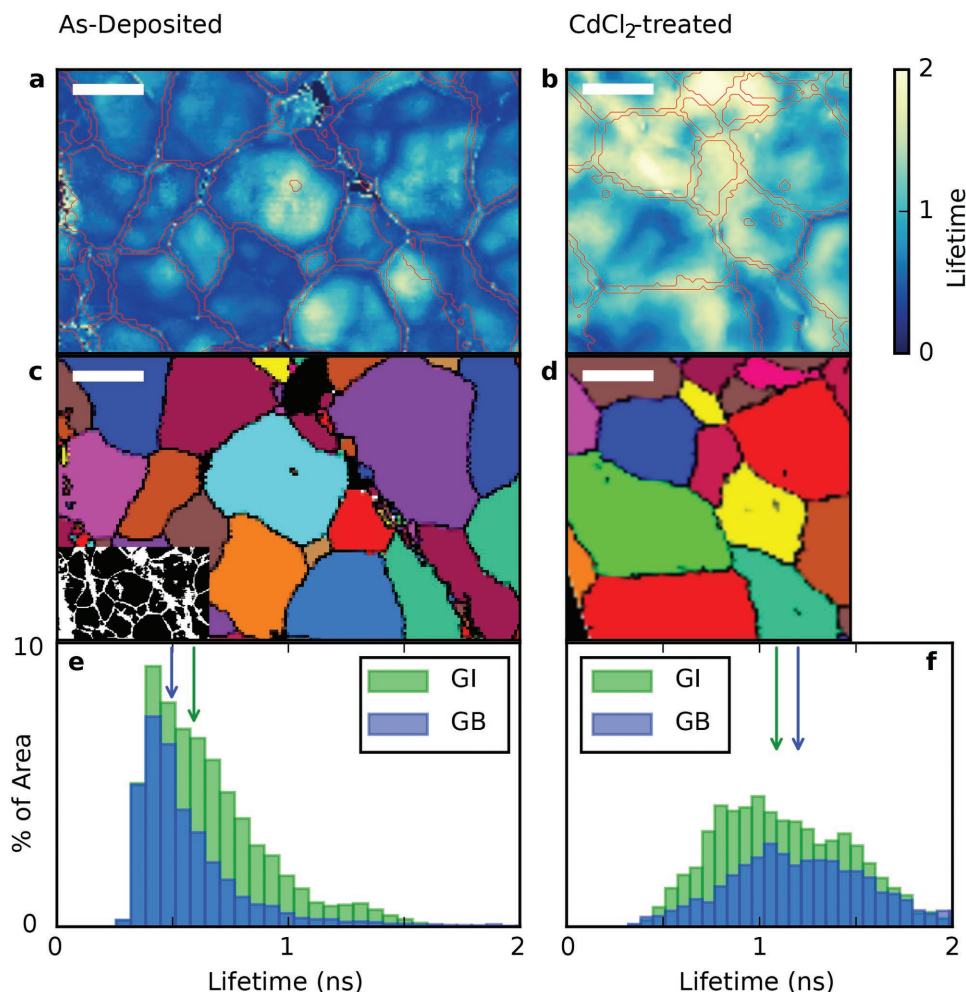 As-Deposited
CdCl2-treated
a
b
2
1
0
Lifetime
c
d
10
e
GI
GB
GI
GB
f
% of Area
0
0
1
2
0
1
2
Lifetime (ns)
Lifetime (ns)